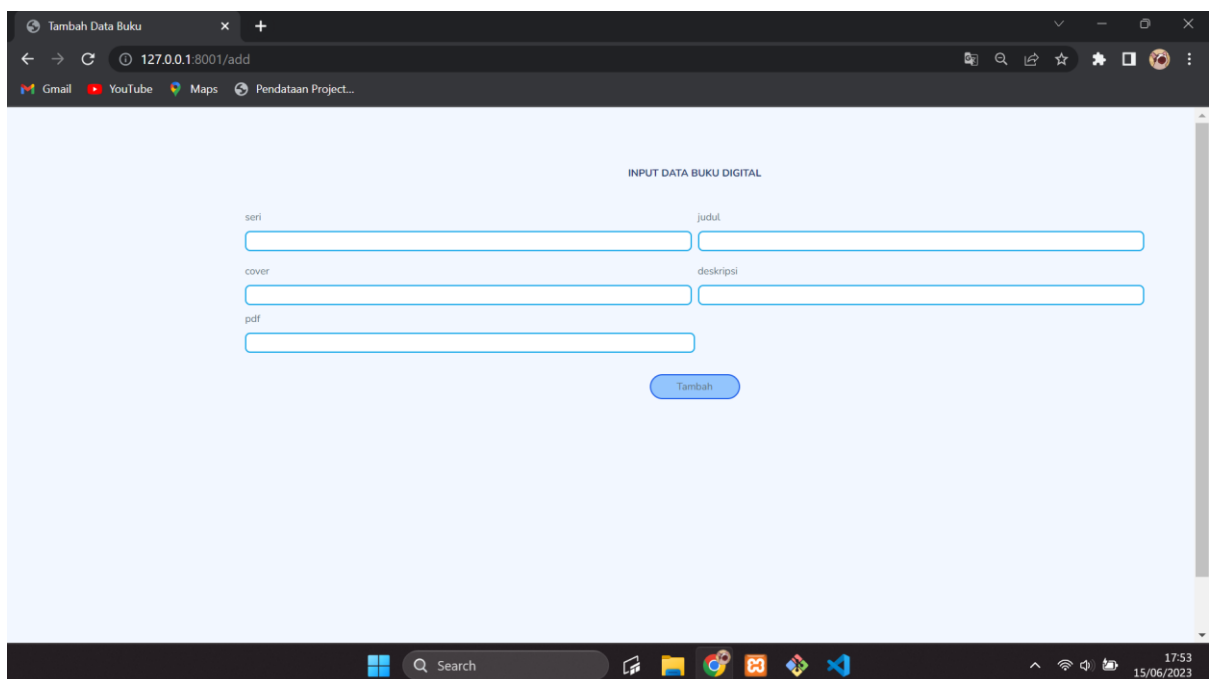 Tambah Data Buku
127.0.0.1:8001/add
Gmail YouTube Maps Pendataan Project...
INPUT DATA BUKU DIGITAL
seri judul
cover deskripsi
pdf
Tambah
Search
17:53
15/06/2023